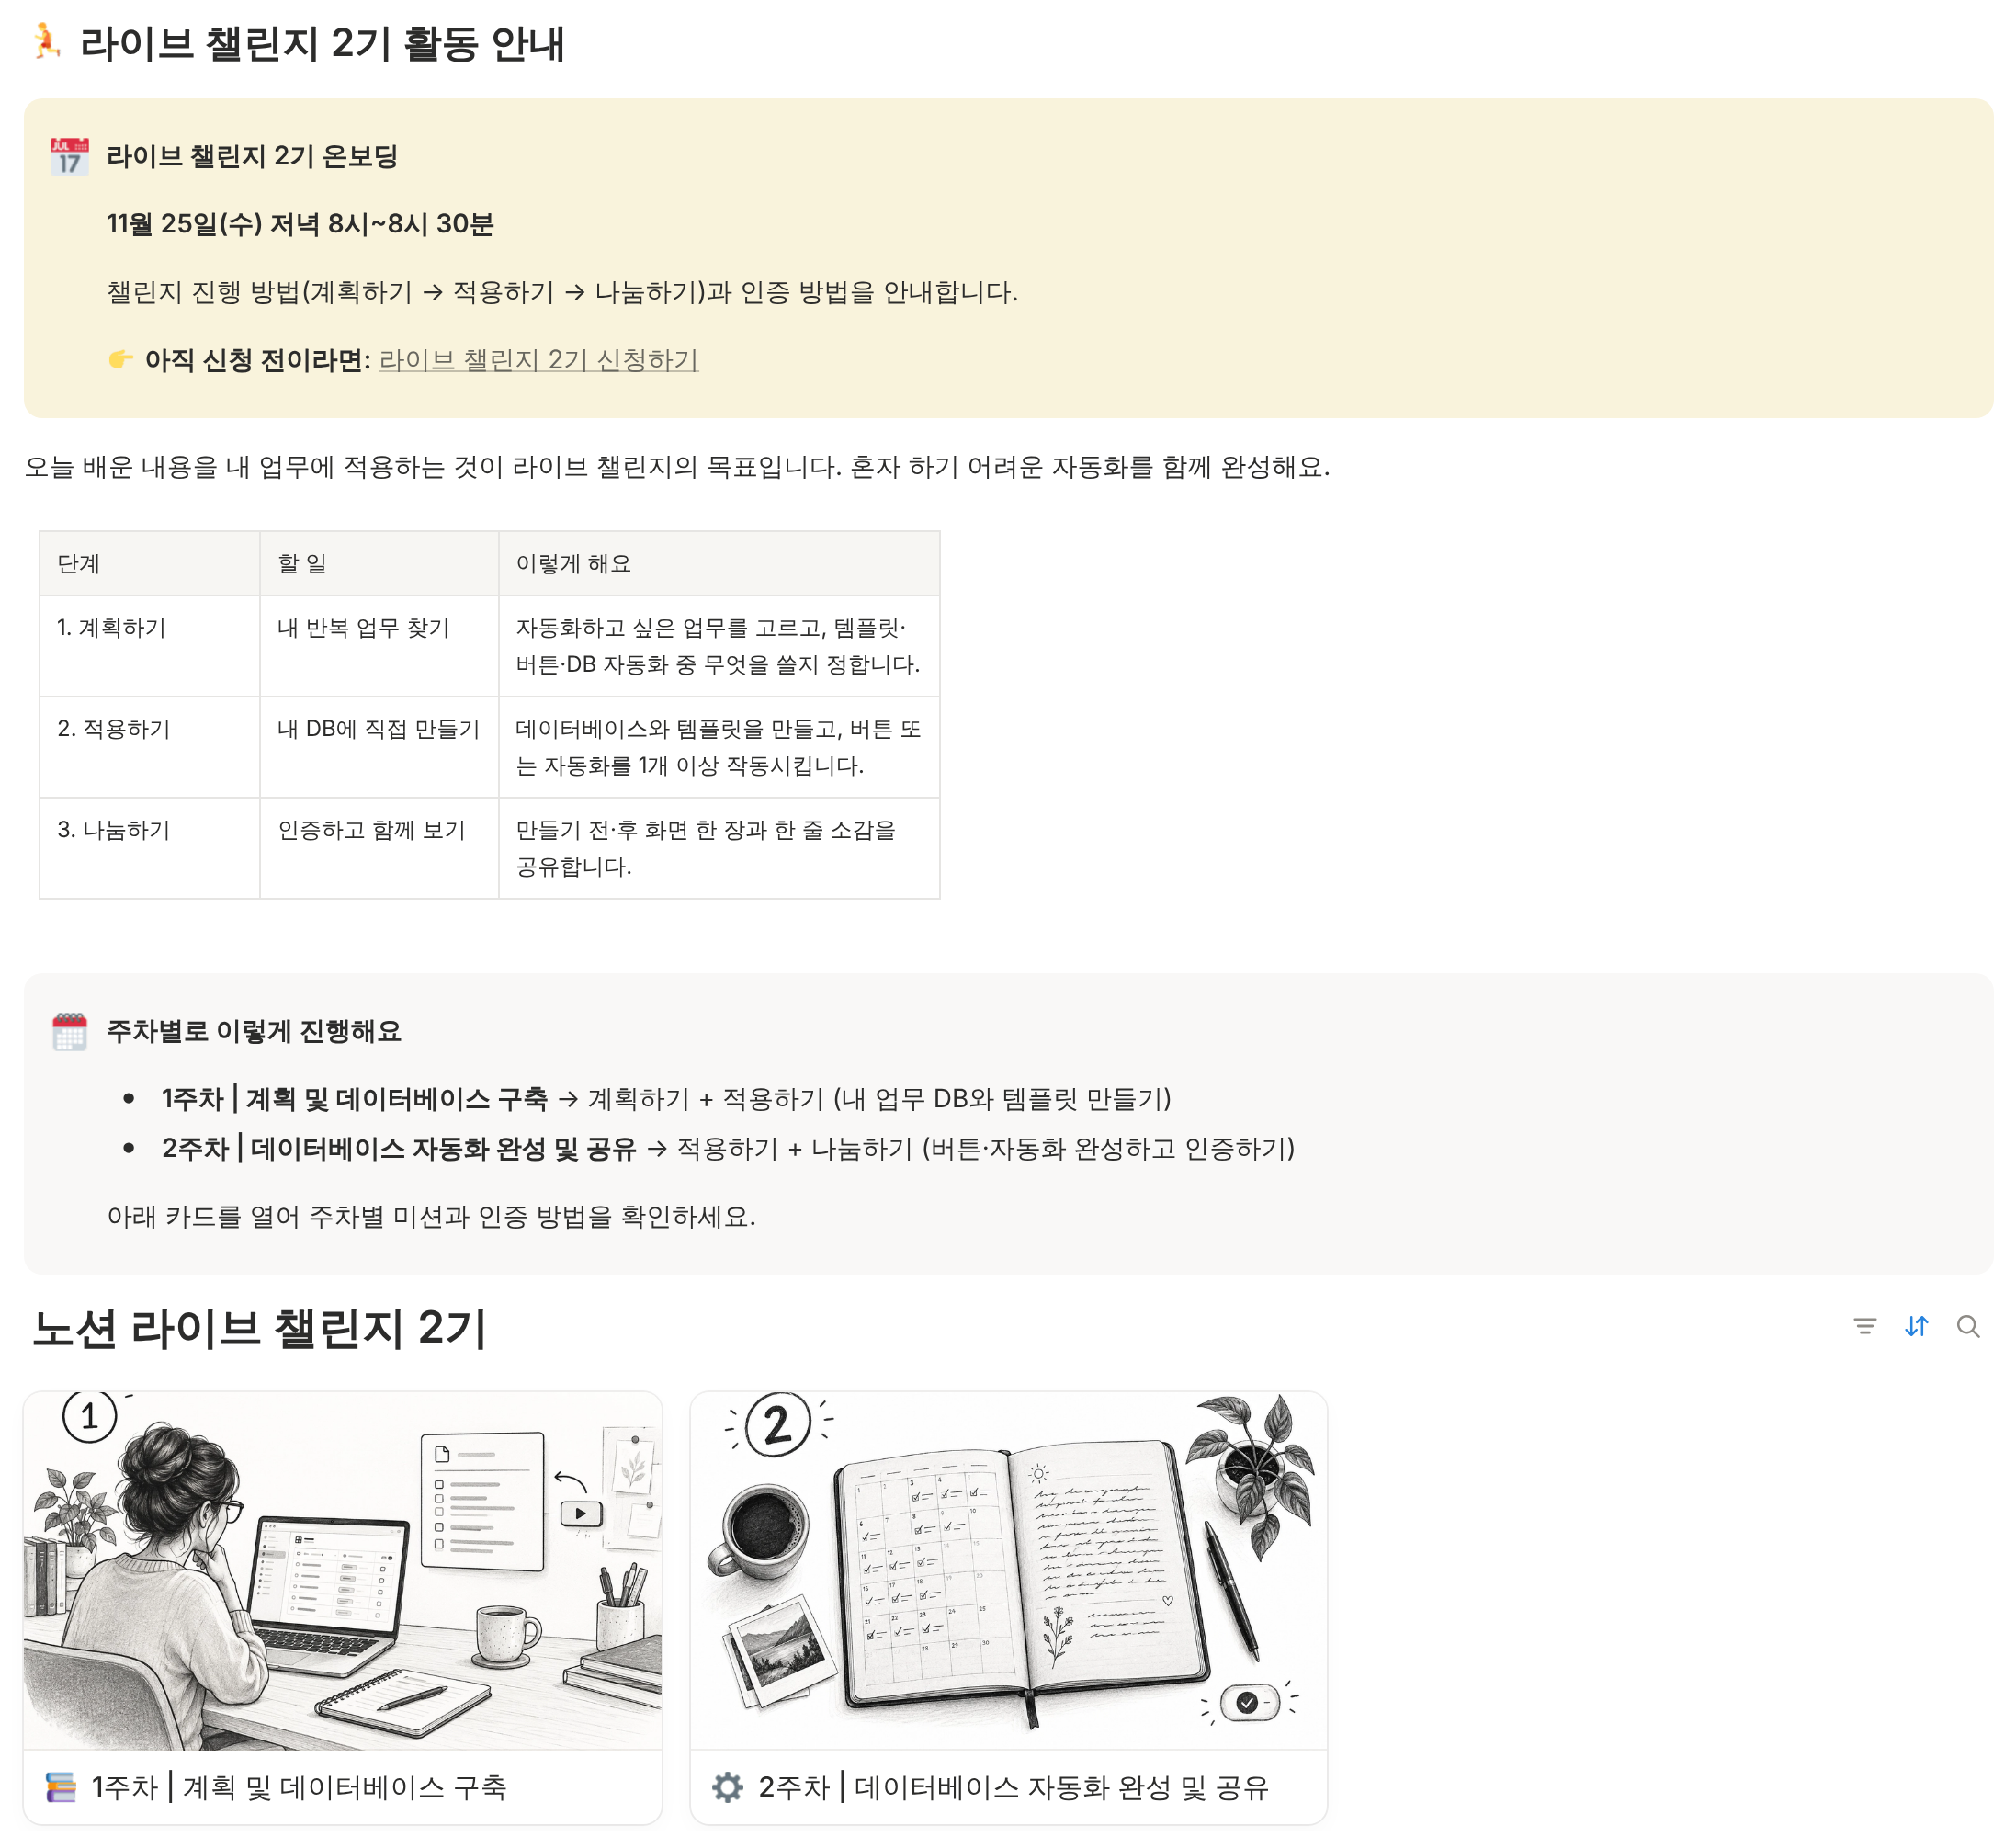 라이브 챌린지 2기 활동 안내
JUL
17
라이브 챌린지 2기 온보딩
11월 25일(수) 저녁 8시~8시 30분
챌린지 진행 방법(계획하기 → 적용하기 → 나눔하기)과 인증 방법을 안내합니다.
👉 아직 신청 전이라면: 라이브 챌린지 2기 신청하기
오늘 배운 내용을 내 업무에 적용하는 것이 라이브 챌린지의 목표입니다. 혼자 하기 어려운 자동화를 함께 완성해요.
단계 할 일 이렇게 해요
1. 계획하기 내 반복 업무 찾기 자동화하고 싶은 업무를 고르고, 템플릿·
버튼·DB 자동화 중 무엇을 쓸지 정합니다.
2. 적용하기 내 DB에 직접 만들기 데이터베이스와 템플릿을 만들고, 버튼 또
는 자동화를 1개 이상 작동시킵니다.
3. 나눔하기 인증하고 함께 보기 만들기 전·후 화면 한 장과 한 줄 소감을
공유합니다.
주차별로 이렇게 진행해요
• 1주차 | 계획 및 데이터베이스 구축 → 계획하기 + 적용하기 (내 업무 DB와 템플릿 만들기)
• 2주차 | 데이터베이스 자동화 완성 및 공유 → 적용하기 + 나눔하기 (버튼·자동화 완성하고 인증하기)
아래 카드를 열어 주차별 미션과 인증 방법을 확인하세요.
노션 라이브 챌린지 2기
1
2
1주차 | 계획 및 데이터베이스 구축
2주차 | 데이터베이스 자동화 완성 및 공유